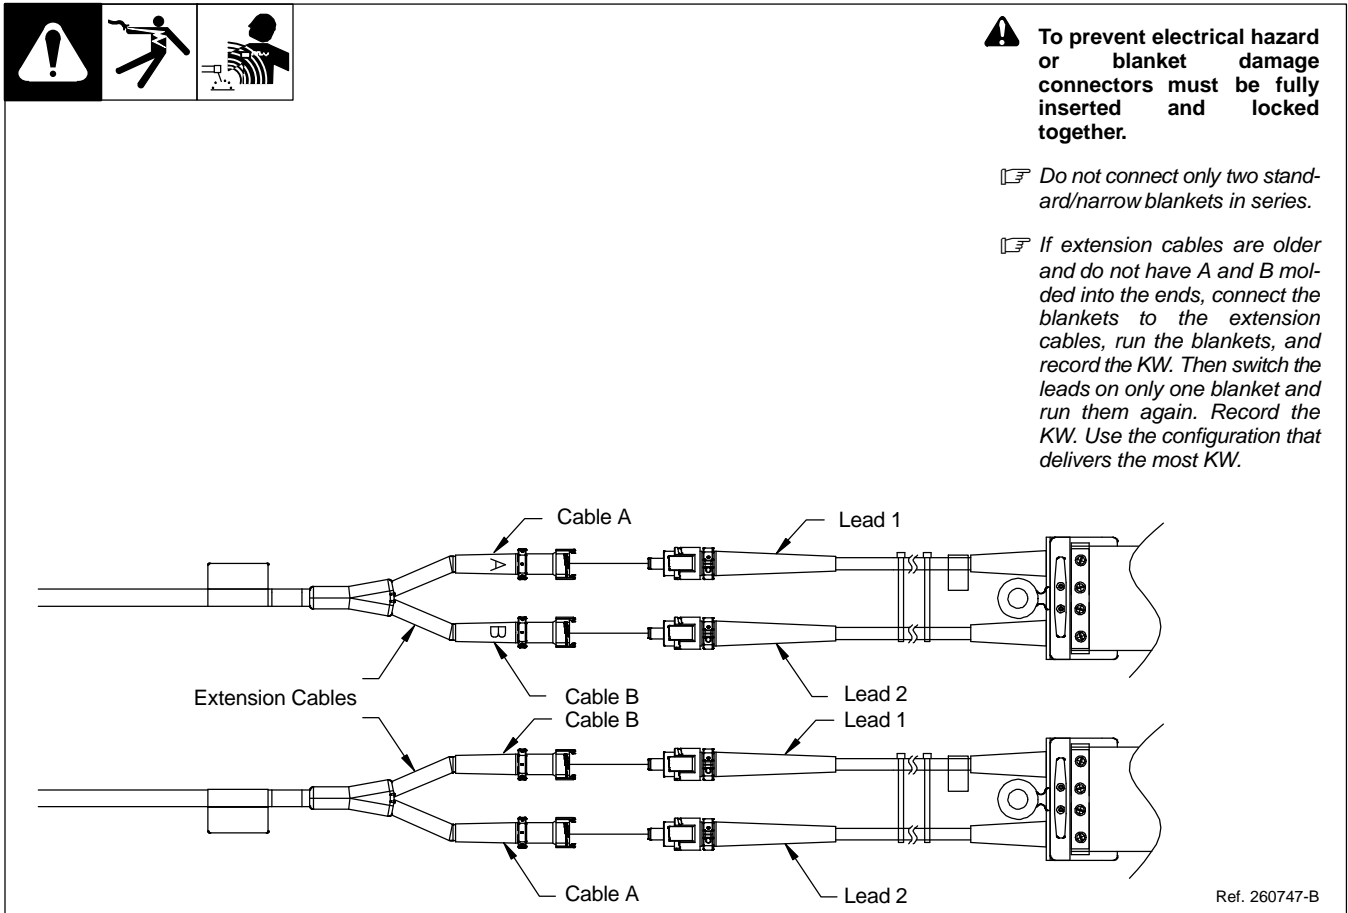 To prevent electrical hazard
or blanket damage
connectors must be fully
inserted and locked
together.
Do not connect only two stand-
ard/narrow blankets in series.
If extension cables are older
and do not have A and B mol-
ded into the ends, connect the
blankets to the extension
cables, run the blankets, and
record the KW. Then switch the
leads on only one blanket and
run them again. Record the
KW. Use the configuration that
delivers the most KW.
Cable A
Lead 1
A
B
Extension Cables
Cable B
Lead 2
Cable B
Lead 1
Cable A
Lead 2
Ref. 260747-B